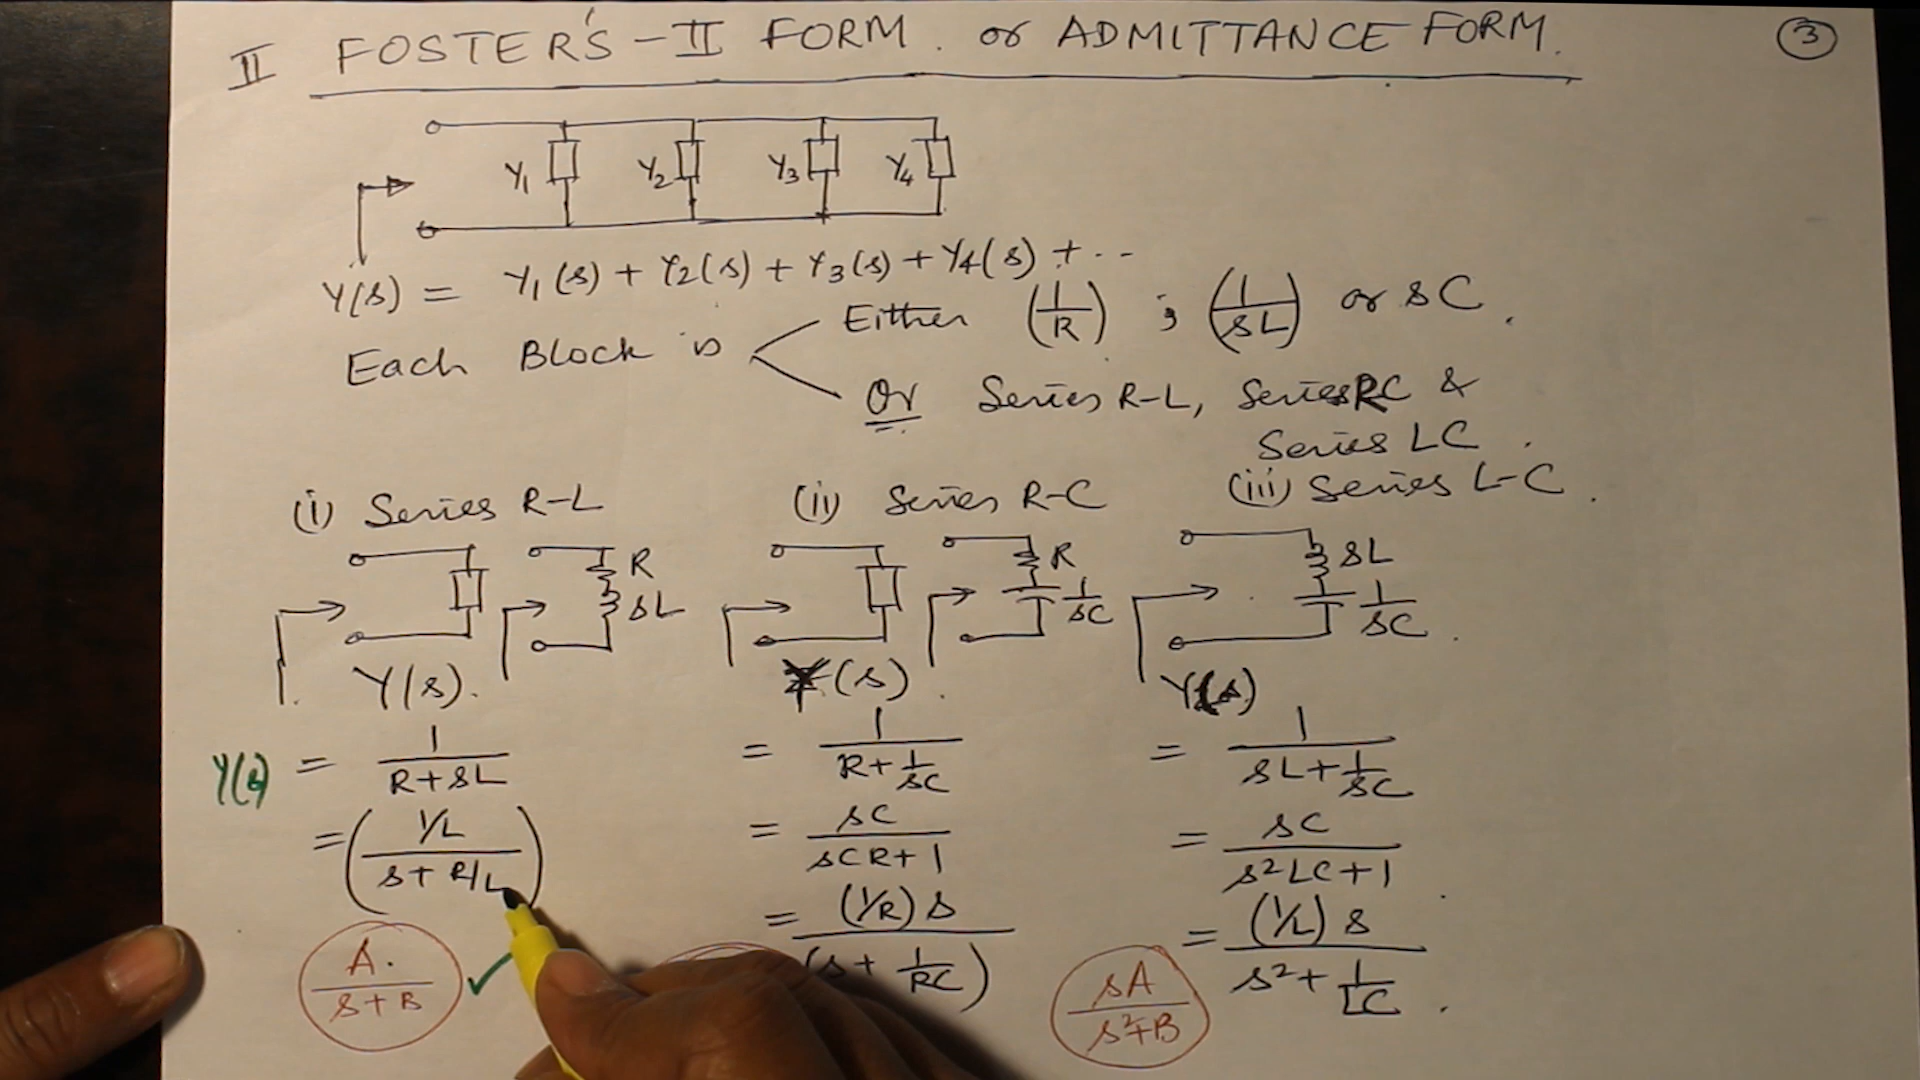 II FOSTER'S-II FORM. or ADMITTANCE FORM.
3
Y1 Y2 Y3 Y4
Y(s) = Y1(s) + Y2(s) + Y3(s) + Y4(s) + ..
Each Block is Either (1/R) ; (1/sL) or sC.
Or Series R-L, Series RC &
Series LC.
(i) Series R-L
R
sL
Y(s).
Y(s) = 1/(R+sL)
= ((1/L)/(s+R/L))
A./(s+B)
(ii) Series R-C
R
1/sC
Y(s).
= 1/(R+1/sC)
= sC/(sCR+1)
= (1/R)s/(s+1/RC)
(iii) Series L-C.
sL
1/sC.
Y(s)
= 1/(sL+1/sC)
= sC/(s²LC+1)
= (1/L)s/(s²+1/LC).
sA/(s²+B)